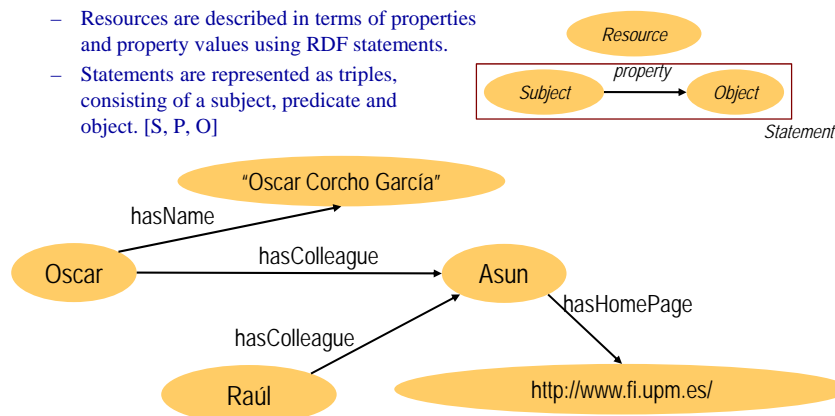 – Resources are described in terms of properties
and property values using RDF statements.
– Statements are represented as triples,
consisting of a subject, predicate and
object. [S, P, O]
Resource
property
Subject
Object
Statement
“Oscar Corcho García”
hasName
Oscar
hasColleague
Asun
hasHomePage
hasColleague
Raúl
http://www.fi.upm.es/